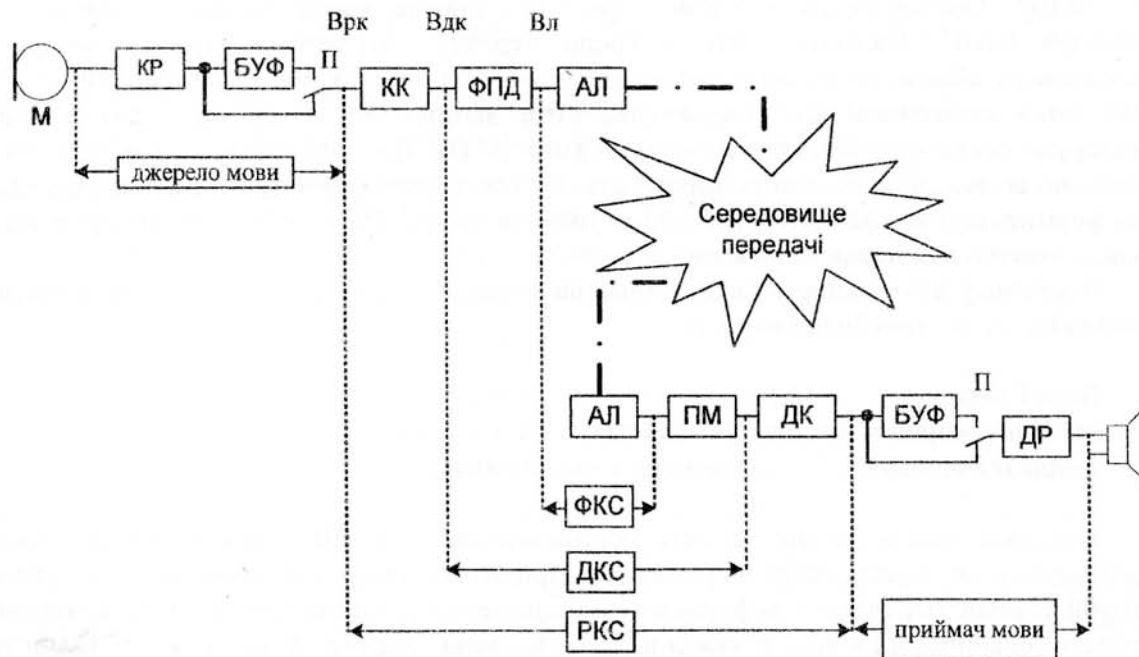 Врк Вдк Вл
М КР БУФ П КК ФПД АЛ
джерело мови
Середовище
передачі
П
АЛ ПМ ДК БУФ ДР
ФКС
ДКС
РКС приймач мови